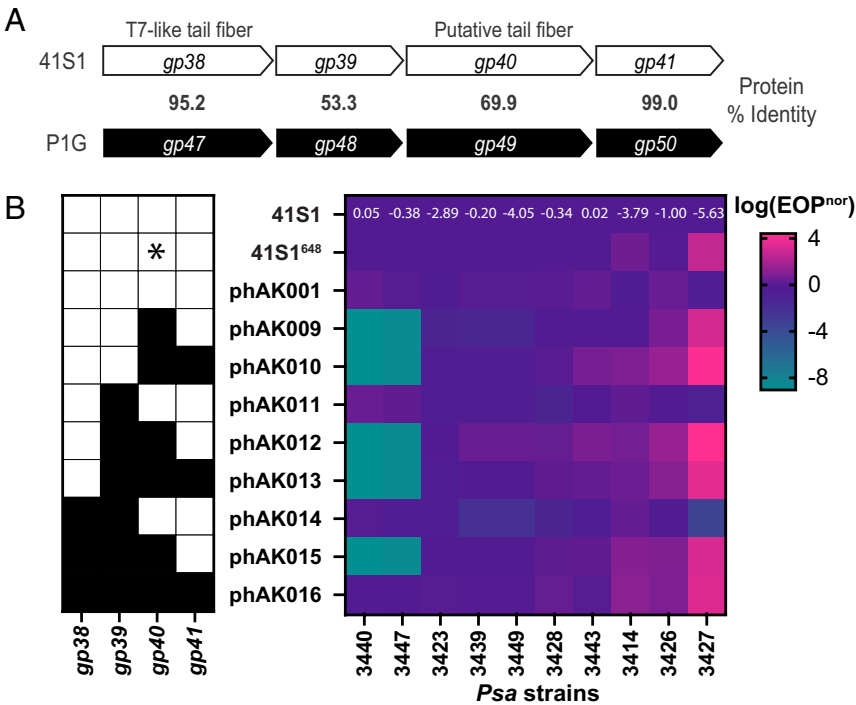 A
T7-like tail fiber Putative tail fiber
41S1 gp38 gp39 gp40 gp41
95.2 53.3 69.9 99.0
Protein
% Identity
P1G gp47 gp48 gp49 gp50
B
41S1 0.05 -0.38 -2.89 -0.20 -4.05 -0.34 0.02 -3.79 -1.00 -5.63
* 41S1⁶⁴⁸
phAK001
phAK009
phAK010
phAK011
phAK012
phAK013
phAK014
phAK015
phAK016
gp38 gp39 gp40 gp41
3440 3447 3423 3439 3449 3428 3443 3414 3426 3427
Psa strains
log(EOPⁿᵒʳ)
4
0
-4
-8